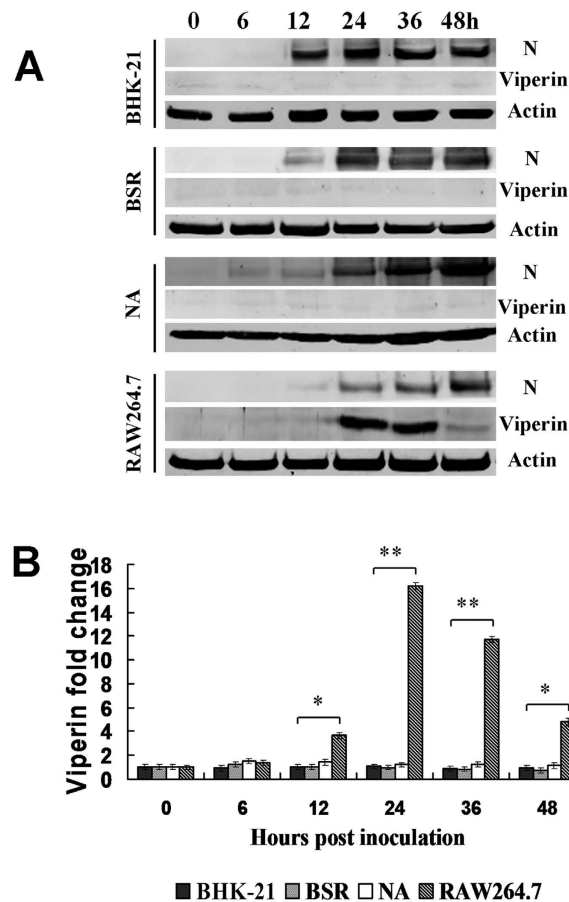 0 6 12 24 36 48h
A
BHK-21
N
Viperin
Actin
BSR
N
Viperin
Actin
NA
N
Viperin
Actin
RAW264.7
N
Viperin
Actin
B
Viperin fold change
18
16
14
12
10
8
6
4
2
0
* ** ** *
0 6 12 24 36 48
Hours post inoculation
BHK-21 BSR NA RAW264.7